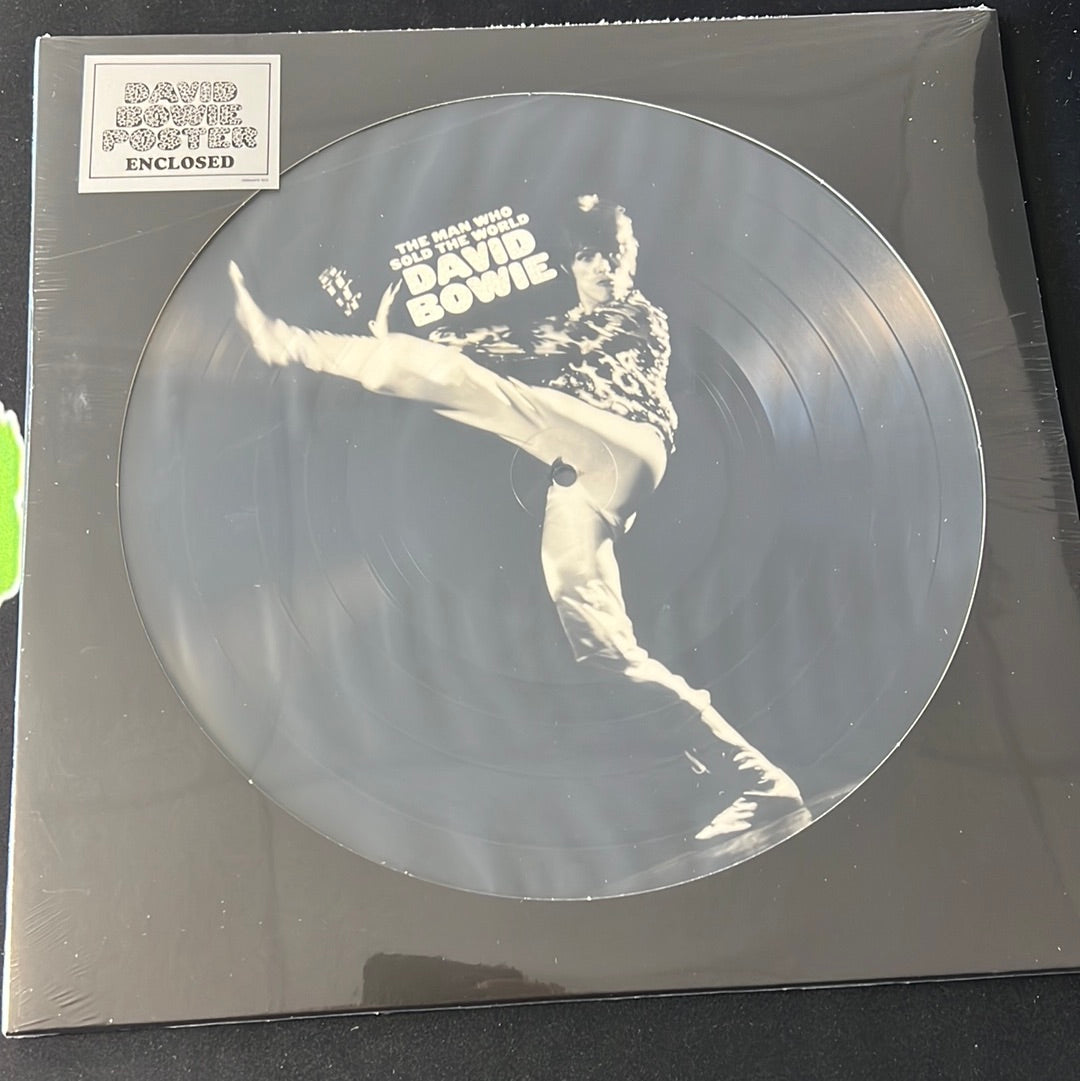 DAVID
BOWIE
POSTER
ENCLOSED
THE MAN WHO
SOLD THE WORLD
DAVID
BOWIE